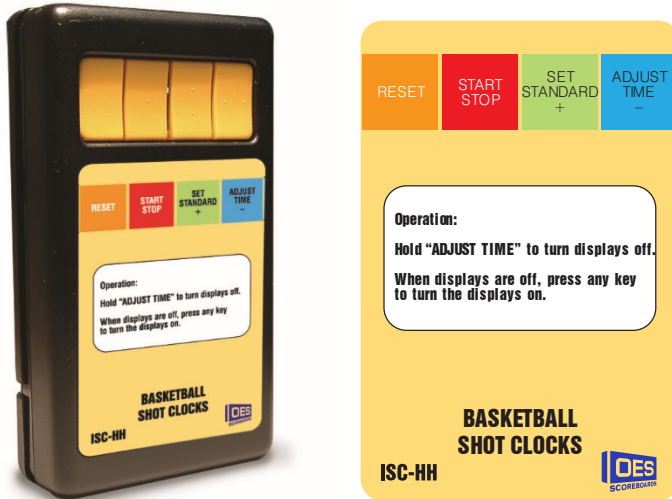 RESET
START
STOP
SET
STANDARD
+
ADJUST
TIME
-
Operation:
Hold “ADJUST TIME” to turn displays off.
When displays are off, press any key
to turn the displays on.
BASKETBALL
SHOT CLOCKS
ISC-HH
OES
RESET
START
STOP
SET
STANDARD
+
ADJUST
TIME
-
Operation:
Hold “ADJUST TIME” to turn displays off.
When displays are off, press any key
to turn the displays on.
BASKETBALL
SHOT CLOCKS
ISC-HH
OES
SCOREBOARDS